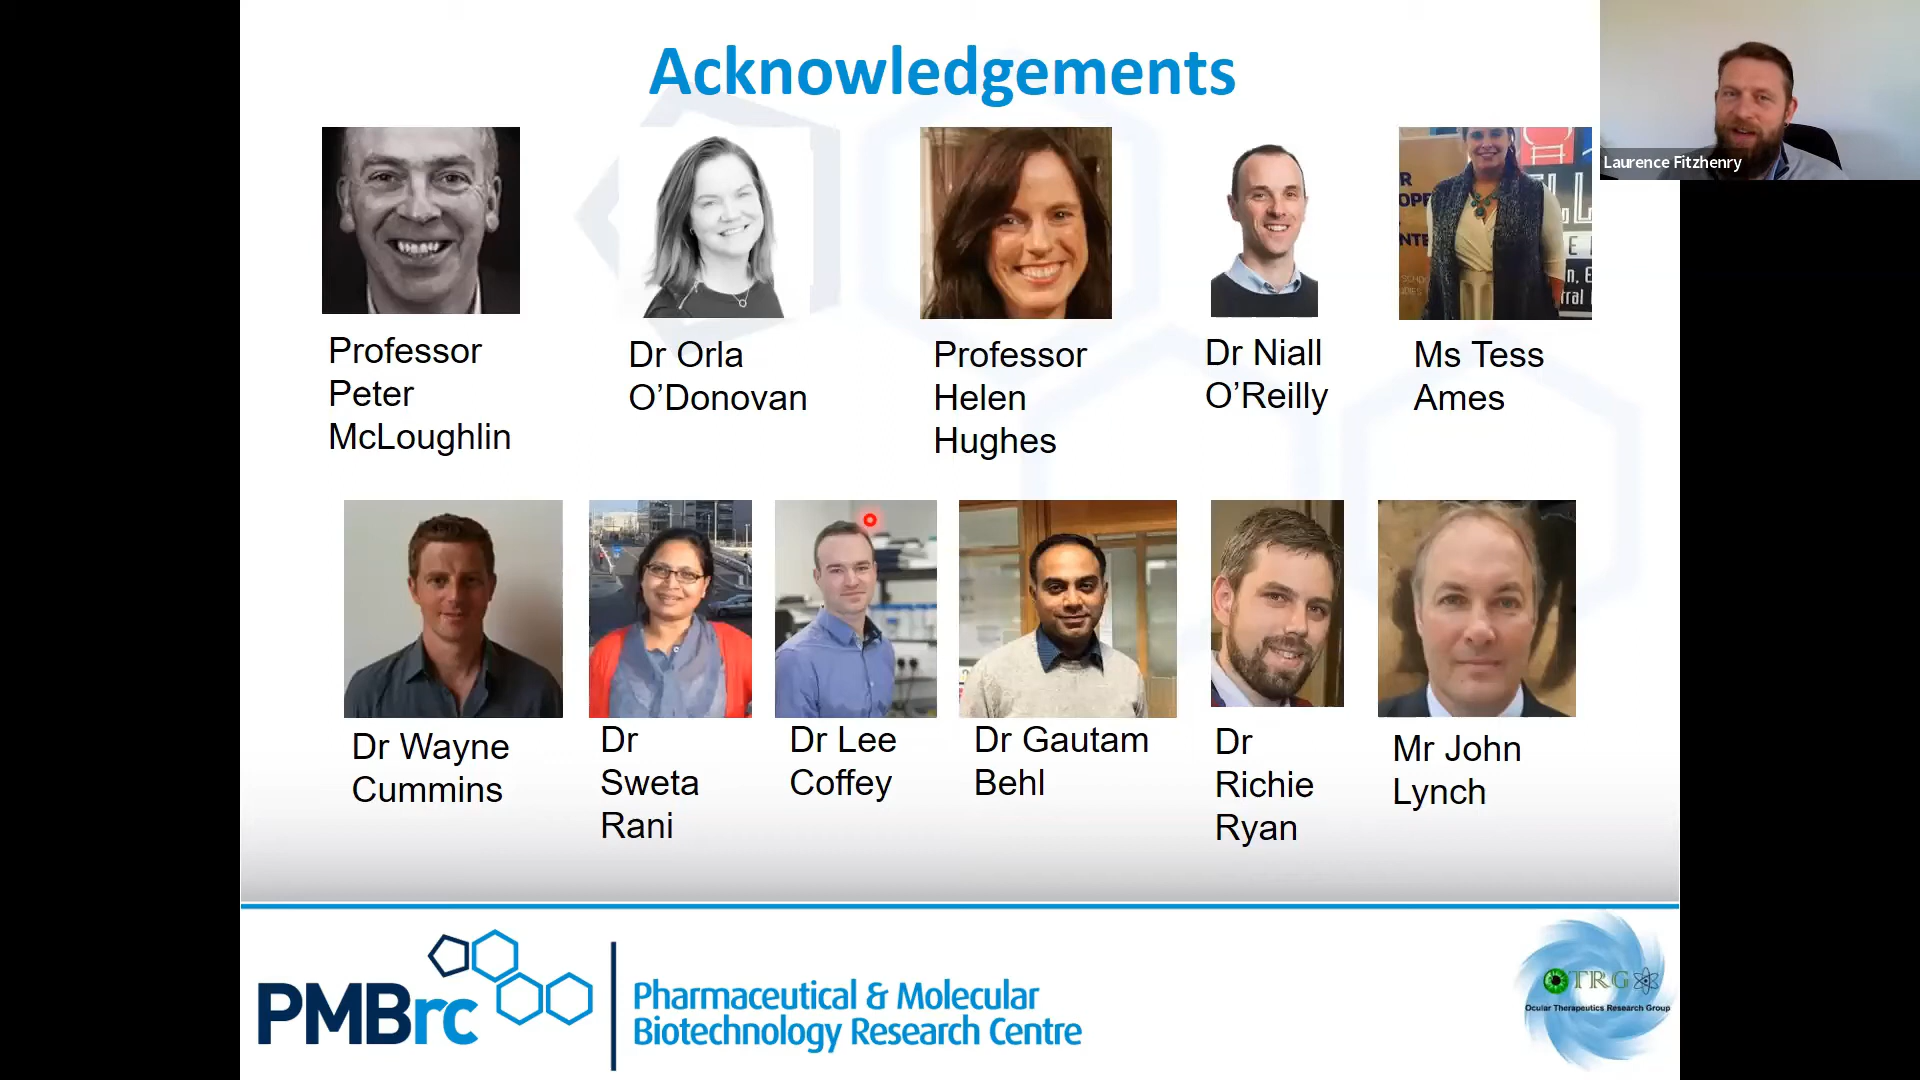 Acknowledgements
Laurence Fitzhenry
Professor
Peter
McLoughlin
Dr Orla
O’Donovan
Professor
Helen
Hughes
Dr Niall
O’Reilly
Ms Tess
Ames
Dr Wayne
Cummins
Dr
Sweta
Rani
Dr Lee
Coffey
Dr Gautam
Behl
Dr
Richie
Ryan
Mr John
Lynch
PMBrc
Pharmaceutical & Molecular
Biotechnology Research Centre
OTRG
Ocular Therapeutics Research Group